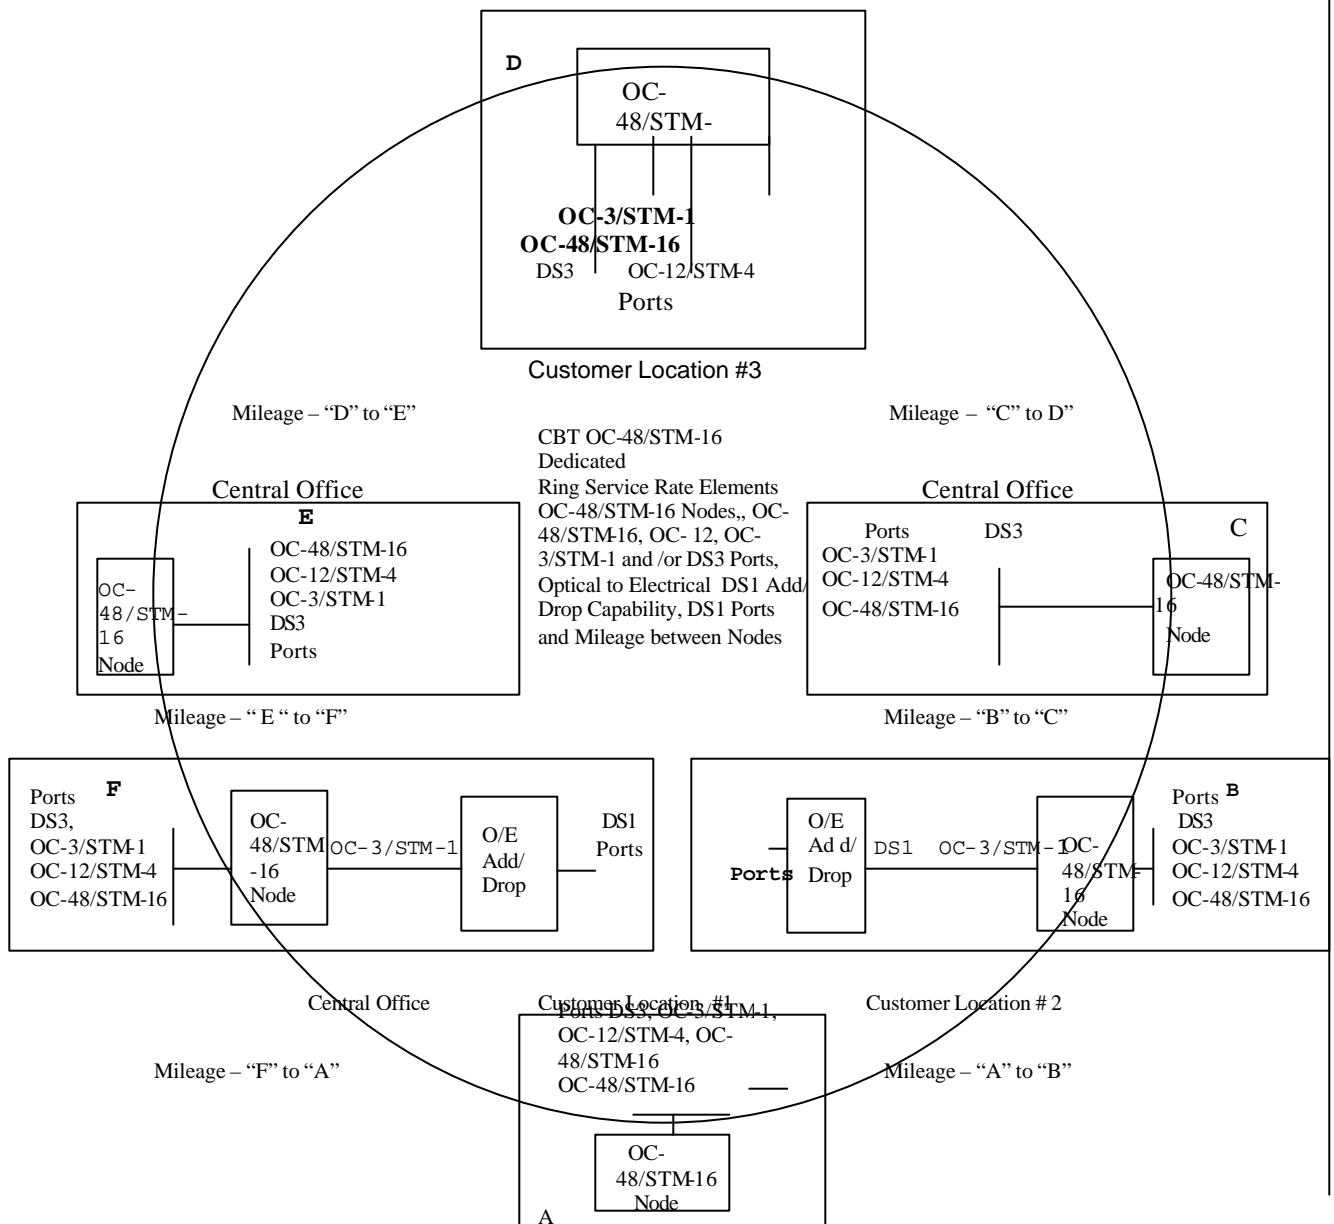 D
OC-
48/STM-
OC-3/STM-1
OC-48/STM-16
DS3 OC-12/STM-4
Ports
Customer Location #3
Mileage – “D” to “E”
Mileage – “C” to D”
CBT OC-48/STM-16
Dedicated
Ring Service Rate Elements
OC-48/STM-16 Nodes,, OC-
48/STM-16, OC- 12, OC-
3/STM-1 and /or DS3 Ports,
Optical to Electrical DS1 Add/
Drop Capability, DS1 Ports
and Mileage between Nodes
Central Office
E
OC-
48/STM-
16
Node
OC-48/STM-16
OC-12/STM-4
OC-3/STM-1
DS3
Ports
Central Office
Ports DS3
C
OC-3/STM-1
OC-12/STM-4
OC-48/STM-16
OC-48/STM-
16
Node
Mileage – “ E “ to “F”
Mileage – “B” to “C”
Ports F
DS3,
OC-3/STM-1
OC-12/STM-4
OC-48/STM-16
OC-
48/STM
-16
Node
OC-3/STM-1
O/E
Add/
Drop
DS1
Ports
Ports
O/E
Ad d/
Drop
DS1 OC-3/STM-1
OC-
48/STM-
16
Node
Ports B
DS3
OC-3/STM-1
OC-12/STM-4
OC-48/STM-16
Central Office
Customer Location #1
Customer Location # 2
Ports DS3, OC-3/STM-1,
OC-12/STM-4, OC-
48/STM-16
OC-48/STM-16
Mileage – “F” to “A”
Mileage – “A” to “B”
OC-
48/STM-16
Node
A